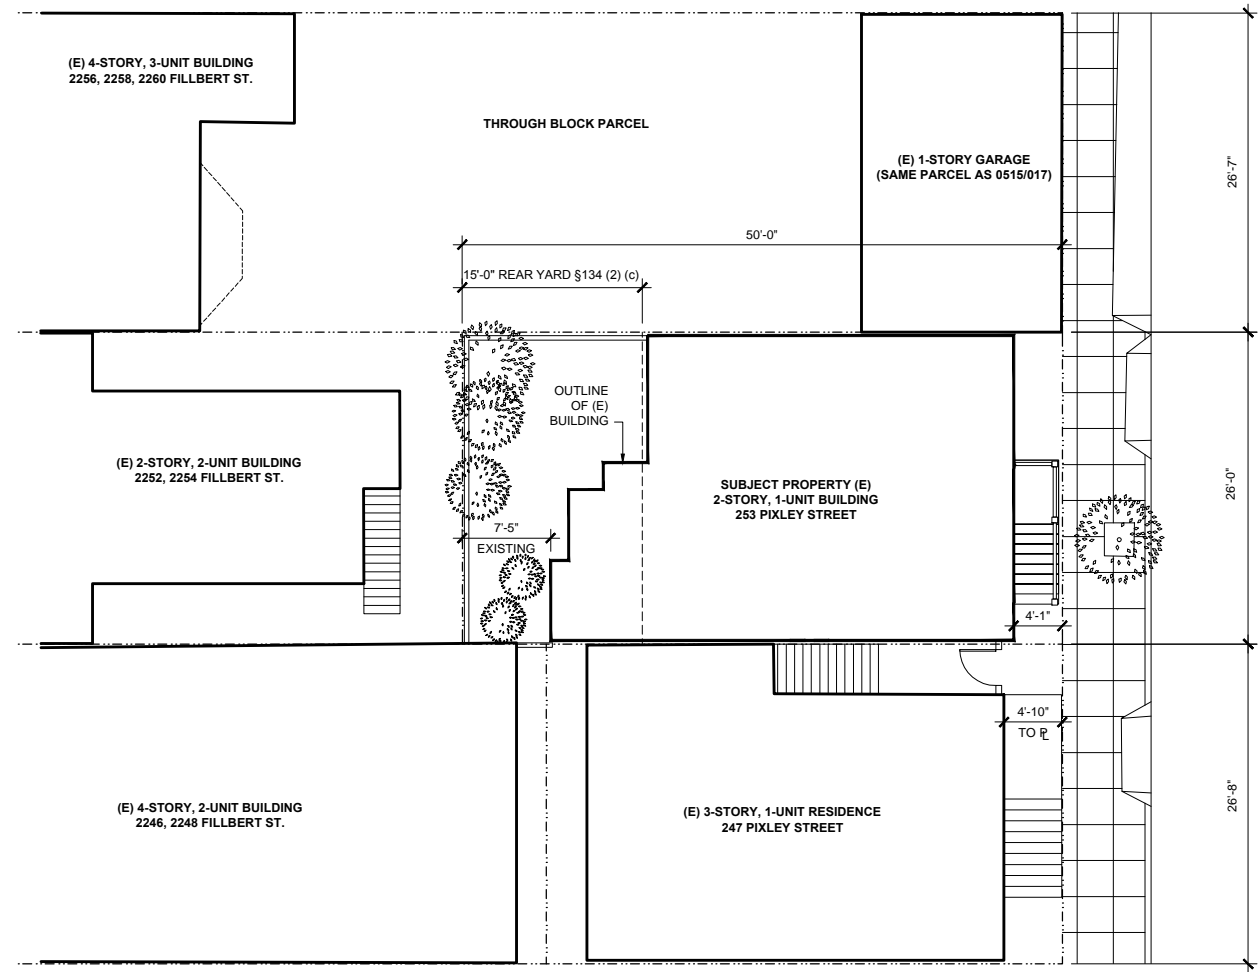 (E) 4-STORY, 3-UNIT BUILDING
2256, 2258, 2260 FILLBERT ST.
THROUGH BLOCK PARCEL
(E) 1-STORY GARAGE
(SAME PARCEL AS 0515/017)
26'-7"
50'-0"
15'-0" REAR YARD §134 (2) (c)
OUTLINE
OF (E)
BUILDING
(E) 2-STORY, 2-UNIT BUILDING
2252, 2254 FILLBERT ST.
SUBJECT PROPERTY (E)
2-STORY, 1-UNIT BUILDING
253 PIXLEY STREET
26'-0"
7'-5"
EXISTING
4'-1"
4'-10"
TO PL
(E) 4-STORY, 2-UNIT BUILDING
2246, 2248 FILLBERT ST.
(E) 3-STORY, 1-UNIT RESIDENCE
247 PIXLEY STREET
26'-8"